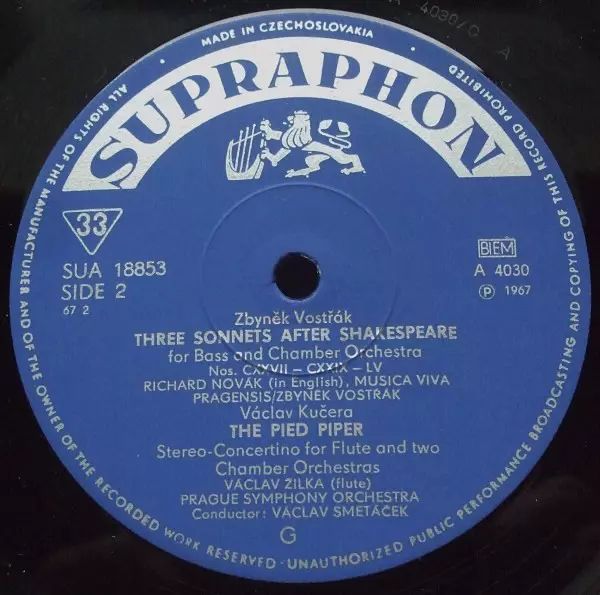 4030/0 A
MADE IN CZECHOSLOVAKIA
ALL RIGHTS OF THE MANUFACTURER AND OF THE OWNER OF THE RECORDED WORK RESERVED · UNAUTHORIZED PUBLIC PERFORMANCE BROADCASTING AND COPYING OF THIS RECORD PROHIBITED
SUPRAPHON
33
BIEM
SUA 18853
A 4030
SIDE 2
℗ 1967
67 2
Zbyněk Vostřák
THREE SONNETS AFTER SHAKESPEARE
for Bass and Chamber Orchestra
Nos. CXXVII – CXXIX – LV
RICHARD NOVÁK (in English), MUSICA VIVA
PRAGENSIS/ZBYNĚK VOSTŘÁK
Václav Kučera
THE PIED PIPER
Stereo-Concertino for Flute and two
Chamber Orchestras
VÁCLAV ŽILKA (flute)
PRAGUE SYMPHONY ORCHESTRA
Conductor: VÁCLAV SMETÁČEK
G